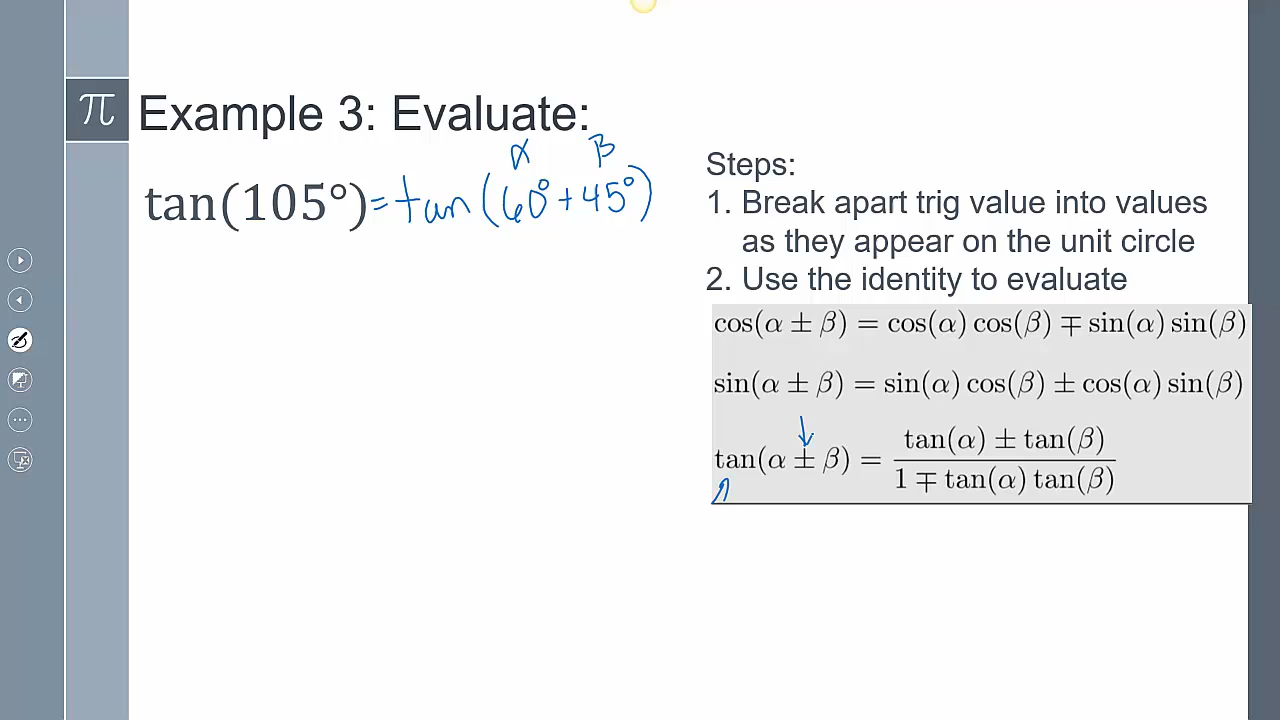 π
Example 3: Evaluate:
α β
tan(105°) = tan(60° + 45°)
Steps:
1. Break apart trig value into values
as they appear on the unit circle
2. Use the identity to evaluate
cos(α ± β) = cos(α) cos(β) ∓ sin(α) sin(β)
sin(α ± β) = sin(α) cos(β) ± cos(α) sin(β)
tan(α ± β) = tan(α) ± tan(β) / 1 ∓ tan(α) tan(β)